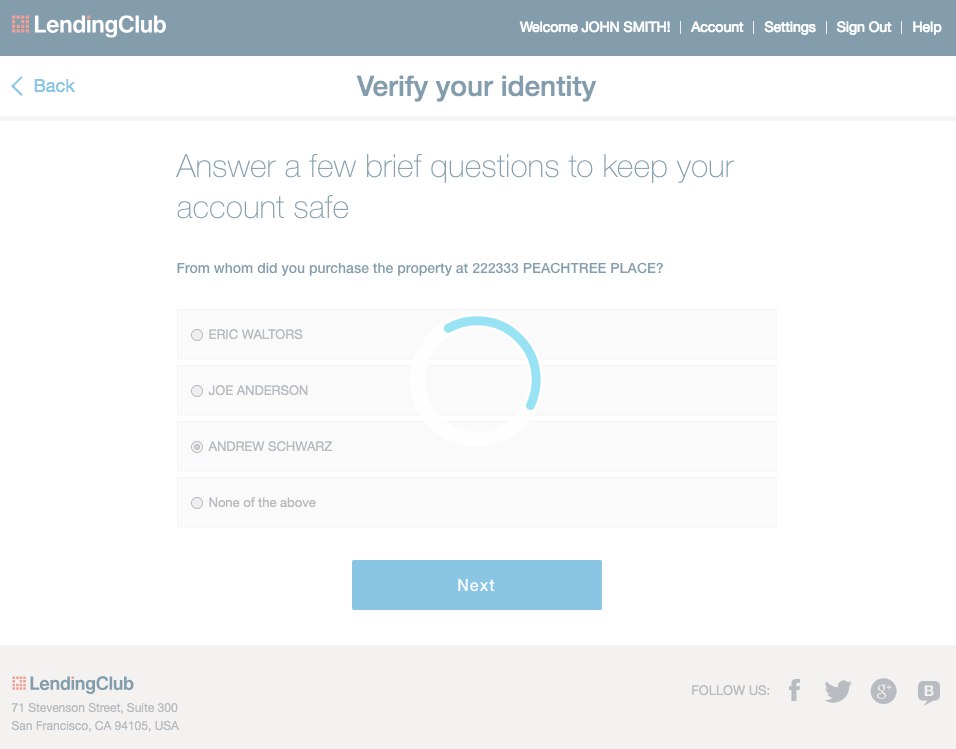 LendingClub
Welcome JOHN SMITH! | Account | Settings | Sign Out | Help
Back
Verify your identity
Answer a few brief questions to keep your
account safe
From whom did you purchase the property at 222333 PEACHTREE PLACE?
ERIC WALTORS
JOE ANDERSON
ANDREW SCHWARZ
None of the above
Next
LendingClub
71 Stevenson Street, Suite 300
San Francisco, CA 94105, USA
FOLLOW US:
f
g+
B